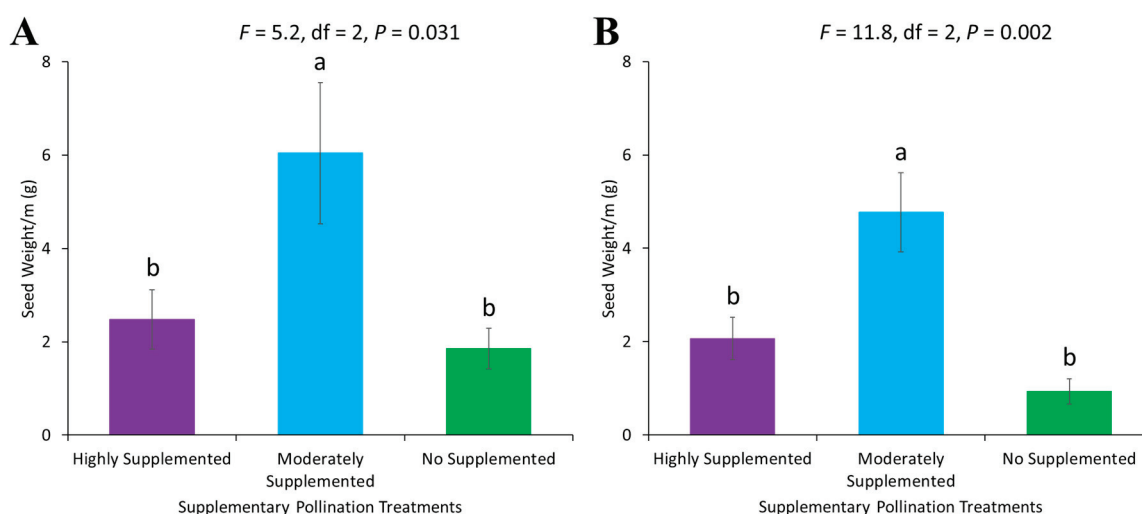 A
F = 5.2, df = 2, P = 0.031
8
6
4
2
0
Seed Weight/m (g)
b
a
b
Highly Supplemented
Moderately
Supplemented
No Supplemented
Supplementary Pollination Treatments
B
F = 11.8, df = 2, P = 0.002
8
6
4
2
0
Seed Weight/m (g)
b
a
b
Highly Supplemented
Moderately
Supplemented
No Supplemented
Supplementary Pollination Treatments